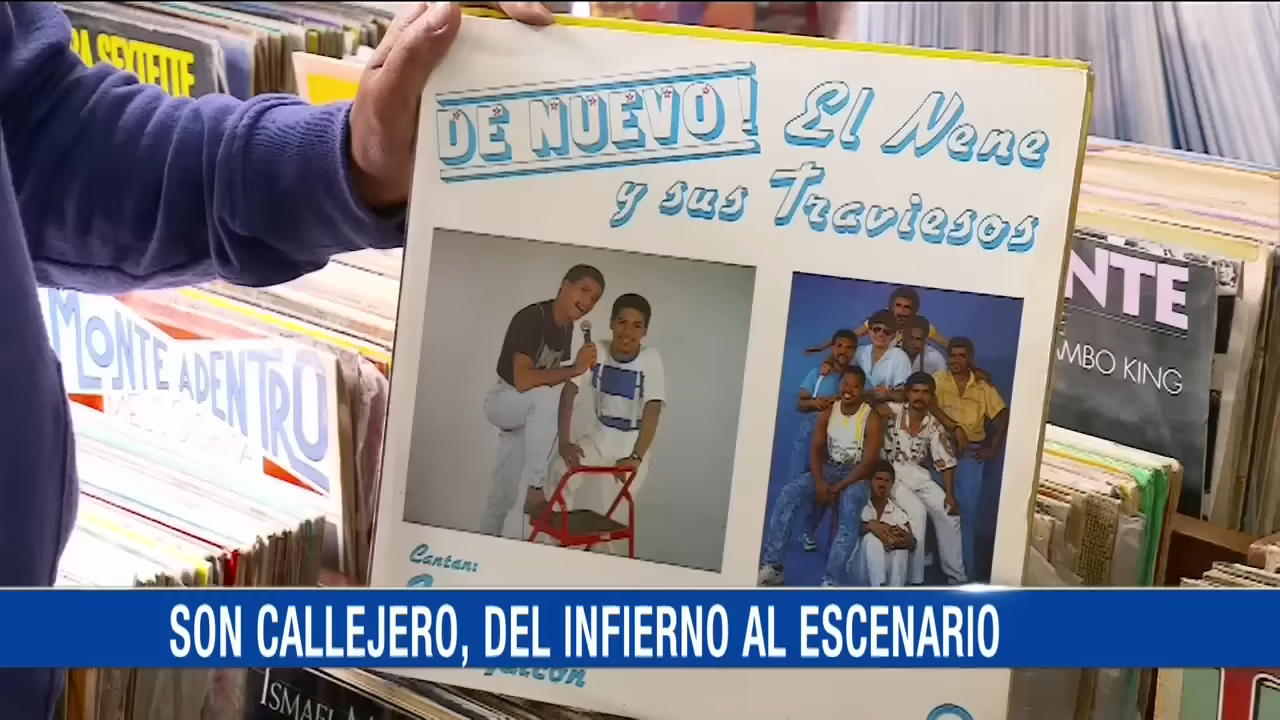 SEXTETTE
DE NUEVO! El Nene
y sus Traviesos
MONTE ADENTRO
NTE
MBO KING
Cantan:
SON CALLEJERO, DEL INFIERNO AL ESCENARIO
ISMAEL